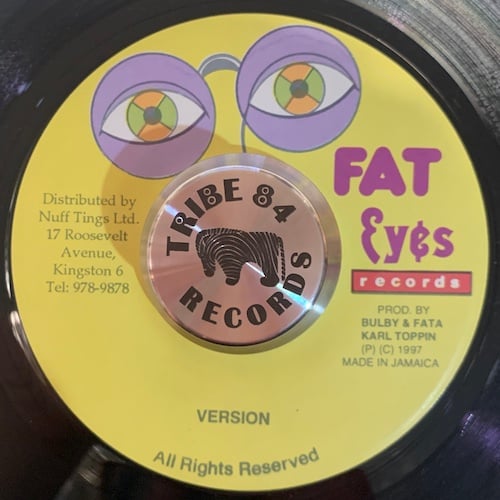 FAT
Eye$
records
Distributed by
Nuff Tings Ltd.
17 Roosevelt
Avenue,
Kingston 6
Tel: 978-9878
TRIBE 84
RECORDS
PROD. BY
BULBY & FATA
KARL TOPPIN
(P) (C) 1997
MADE IN JAMAICA
VERSION
All Rights Reserved